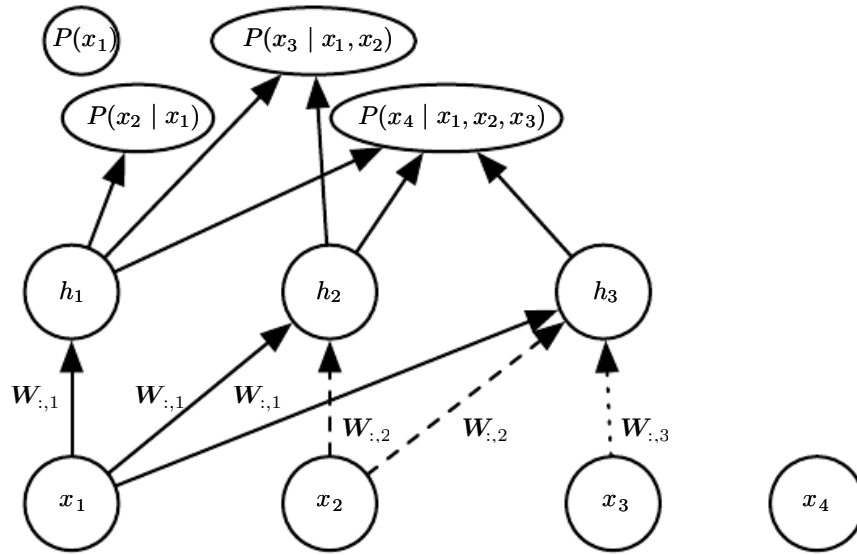 P(x₁)
P(x₃ | x₁, x₂)
P(x₂ | x₁)
P(x₄ | x₁, x₂, x₃)
h₁
h₂
h₃
W:,1
W:,1
W:,1
W:,2
W:,2
W:,3
x₁
x₂
x₃
x₄